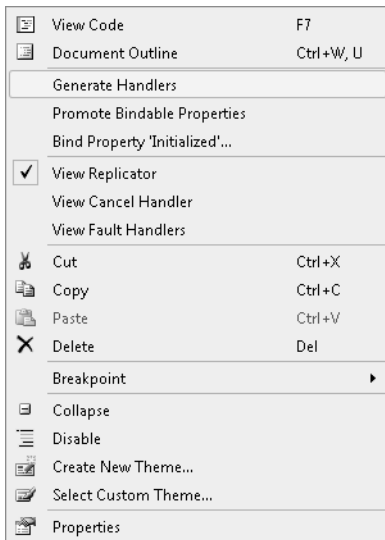 View Code F7
Document Outline Ctrl+W, U
Generate Handlers
Promote Bindable Properties
Bind Property 'Initialized'...
View Replicator
View Cancel Handler
View Fault Handlers
Cut Ctrl+X
Copy Ctrl+C
Paste Ctrl+V
Delete Del
Breakpoint
Collapse
Disable
Create New Theme...
Select Custom Theme...
Properties